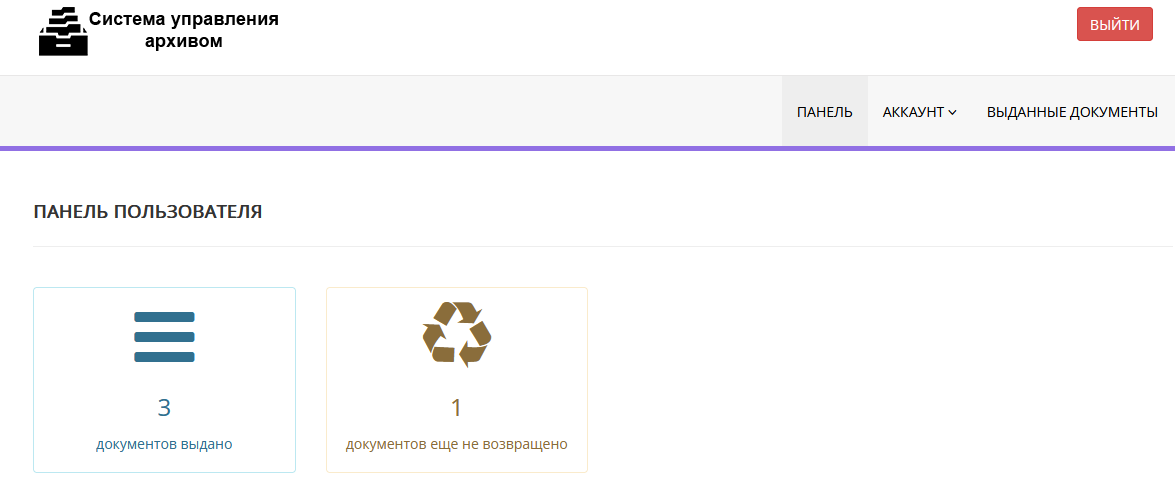 Система управления
архивом
ВЫЙТИ
ПАНЕЛЬ АККАУНТ ВЫДАННЫЕ ДОКУМЕНТЫ
ПАНЕЛЬ ПОЛЬЗОВАТЕЛЯ
3
документов выдано
1
документов еще не возвращено